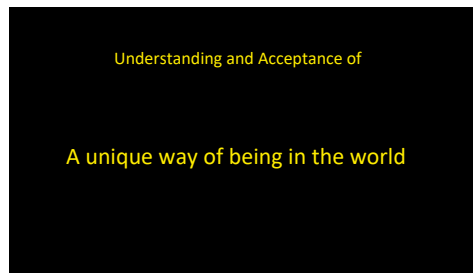 Understanding and Acceptance of
A unique way of being in the world